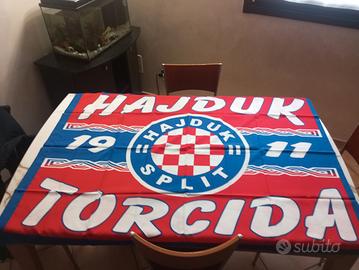 HAJDUK
19 11
HAJDUK
SPLIT
TORCIDA
subito